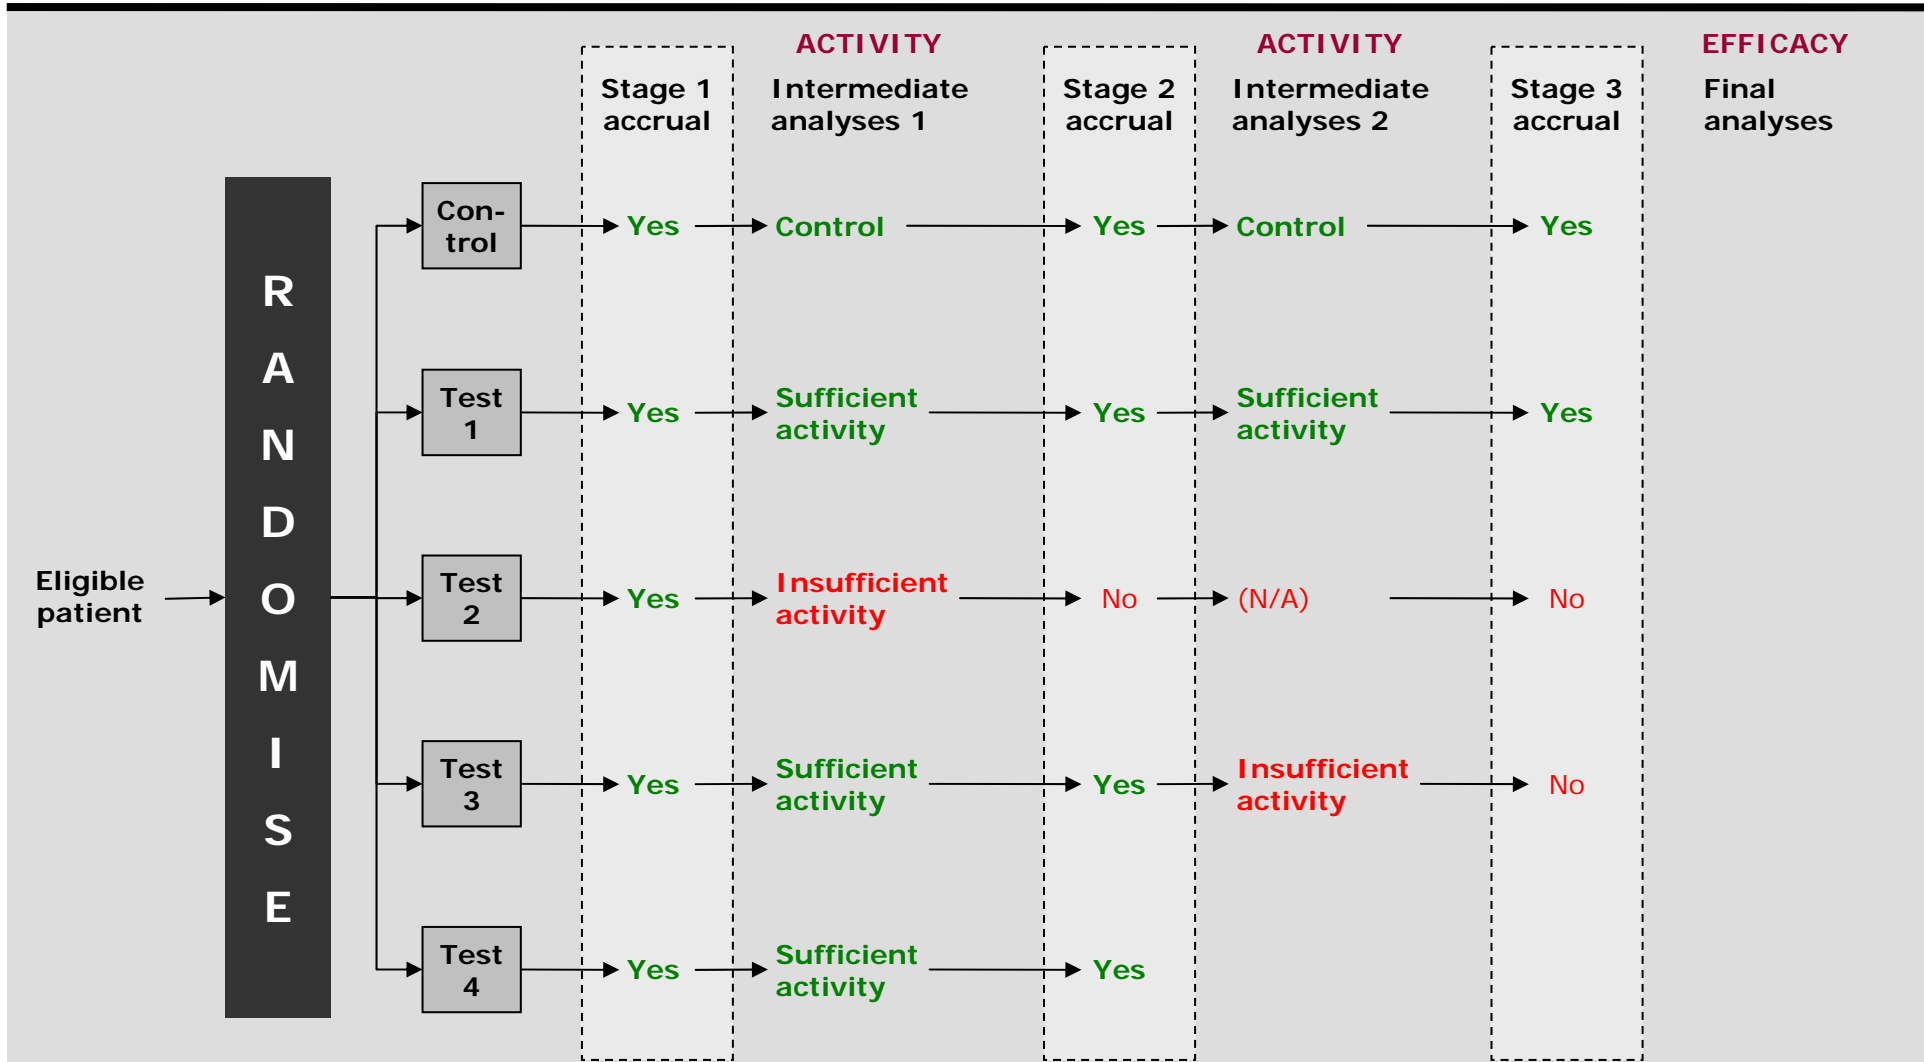 ACTIVITY
ACTIVITY
EFFICACY
Stage 1
accrual
Intermediate
analyses 1
Stage 2
accrual
Intermediate
analyses 2
Stage 3
accrual
Final
analyses
Eligible
patient
R
A
N
D
O
M
I
S
E
Con-
trol
Yes
Control
Yes
Control
Yes
Test
1
Yes
Sufficient
activity
Yes
Sufficient
activity
Yes
Test
2
Yes
Insufficient
activity
No
(N/A)
No
Test
3
Yes
Sufficient
activity
Yes
Insufficient
activity
No
Test
4
Yes
Sufficient
activity
Yes